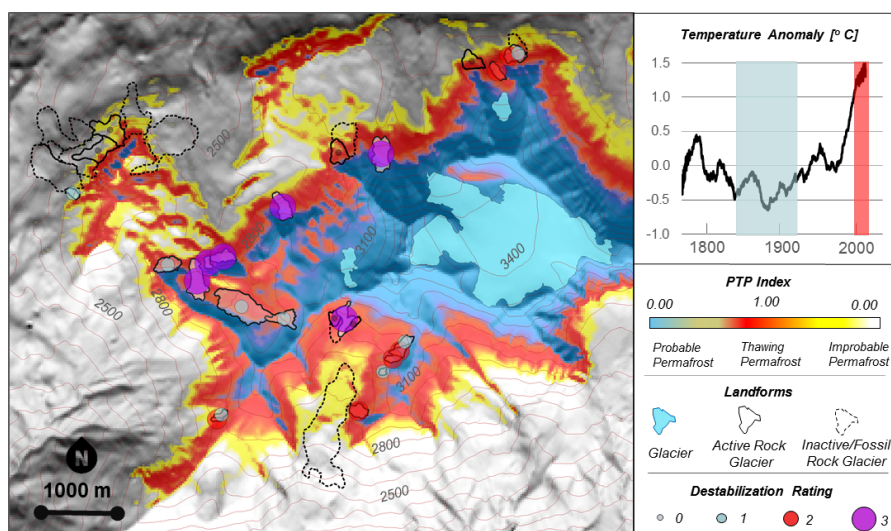 2500
2800
3100
3400
2500
2800
3100
2800
2500
N
1000 m
Temperature Anomaly [° C]
1.5
1.0
0.5
0.0
-0.5
-1.0
1800 1900 2000
PTP Index
0.00 1.00 0.00
Probable Thawing Improbable
Permafrost Permafrost Permafrost
Landforms
Glacier Active Rock Inactive/Fossil
Glacier Rock Glacier
Destabilization Rating
0 1 2 3